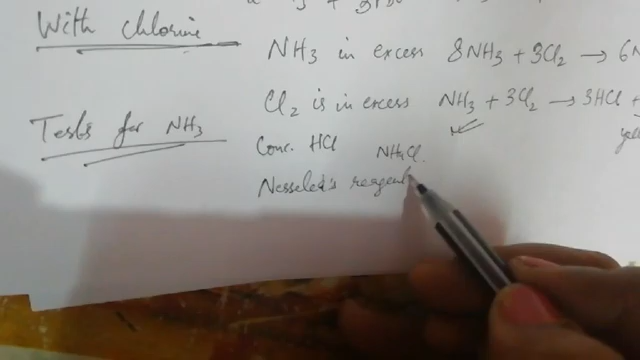 With Chlorine
NH3 in excess 8NH3 + 3Cl2 → 6N
Cl2 is in excess NH3 + 3Cl2 → 3HCl +
Tests for NH3
Conc. HCl NH4Cl.
Nesseler's reagent